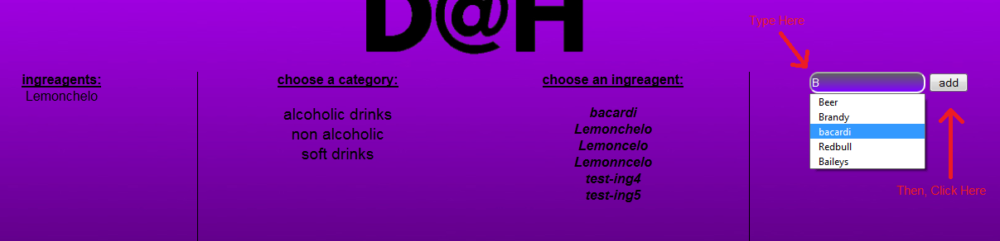 D@H
Type Here
ingreagents:
Lemonchelo
choose a category:
alcoholic drinks
non alcoholic
soft drinks
choose an ingreagent:
bacardi
Lemonchelo
Lemoncelo
Lemonncelo
test-ing4
test-ing5
B
add
Beer
Brandy
bacardi
Redbull
Baileys
Then, Click Here